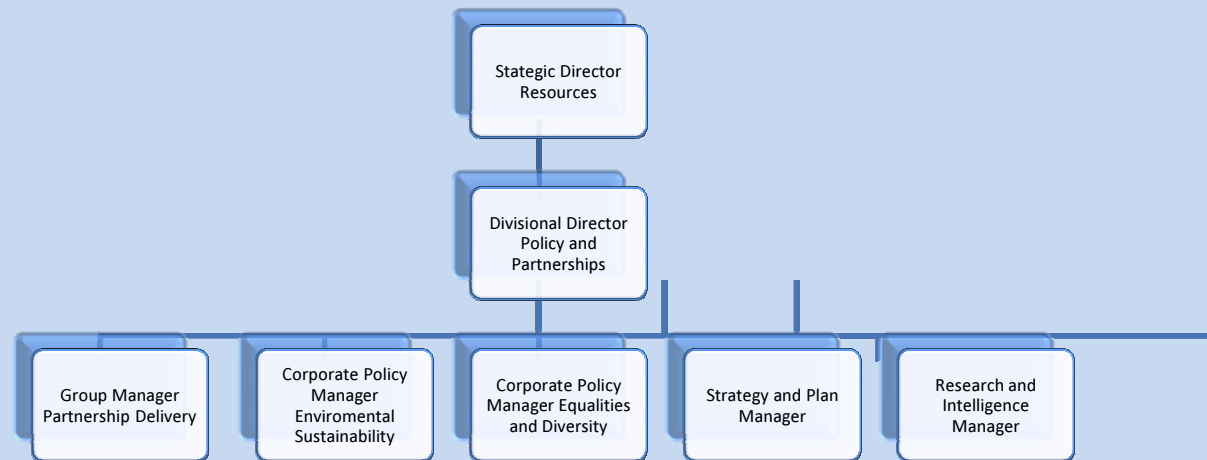 Stategic Director
Resources
Divisional Director
Policy and
Partnerships
Group Manager
Partnership Delivery
Corporate Policy
Manager
Enviromental
Sustainability
Corporate Policy
Manager Equalities
and Diversity
Strategy and Plan
Manager
Research and
Intelligence
Manager